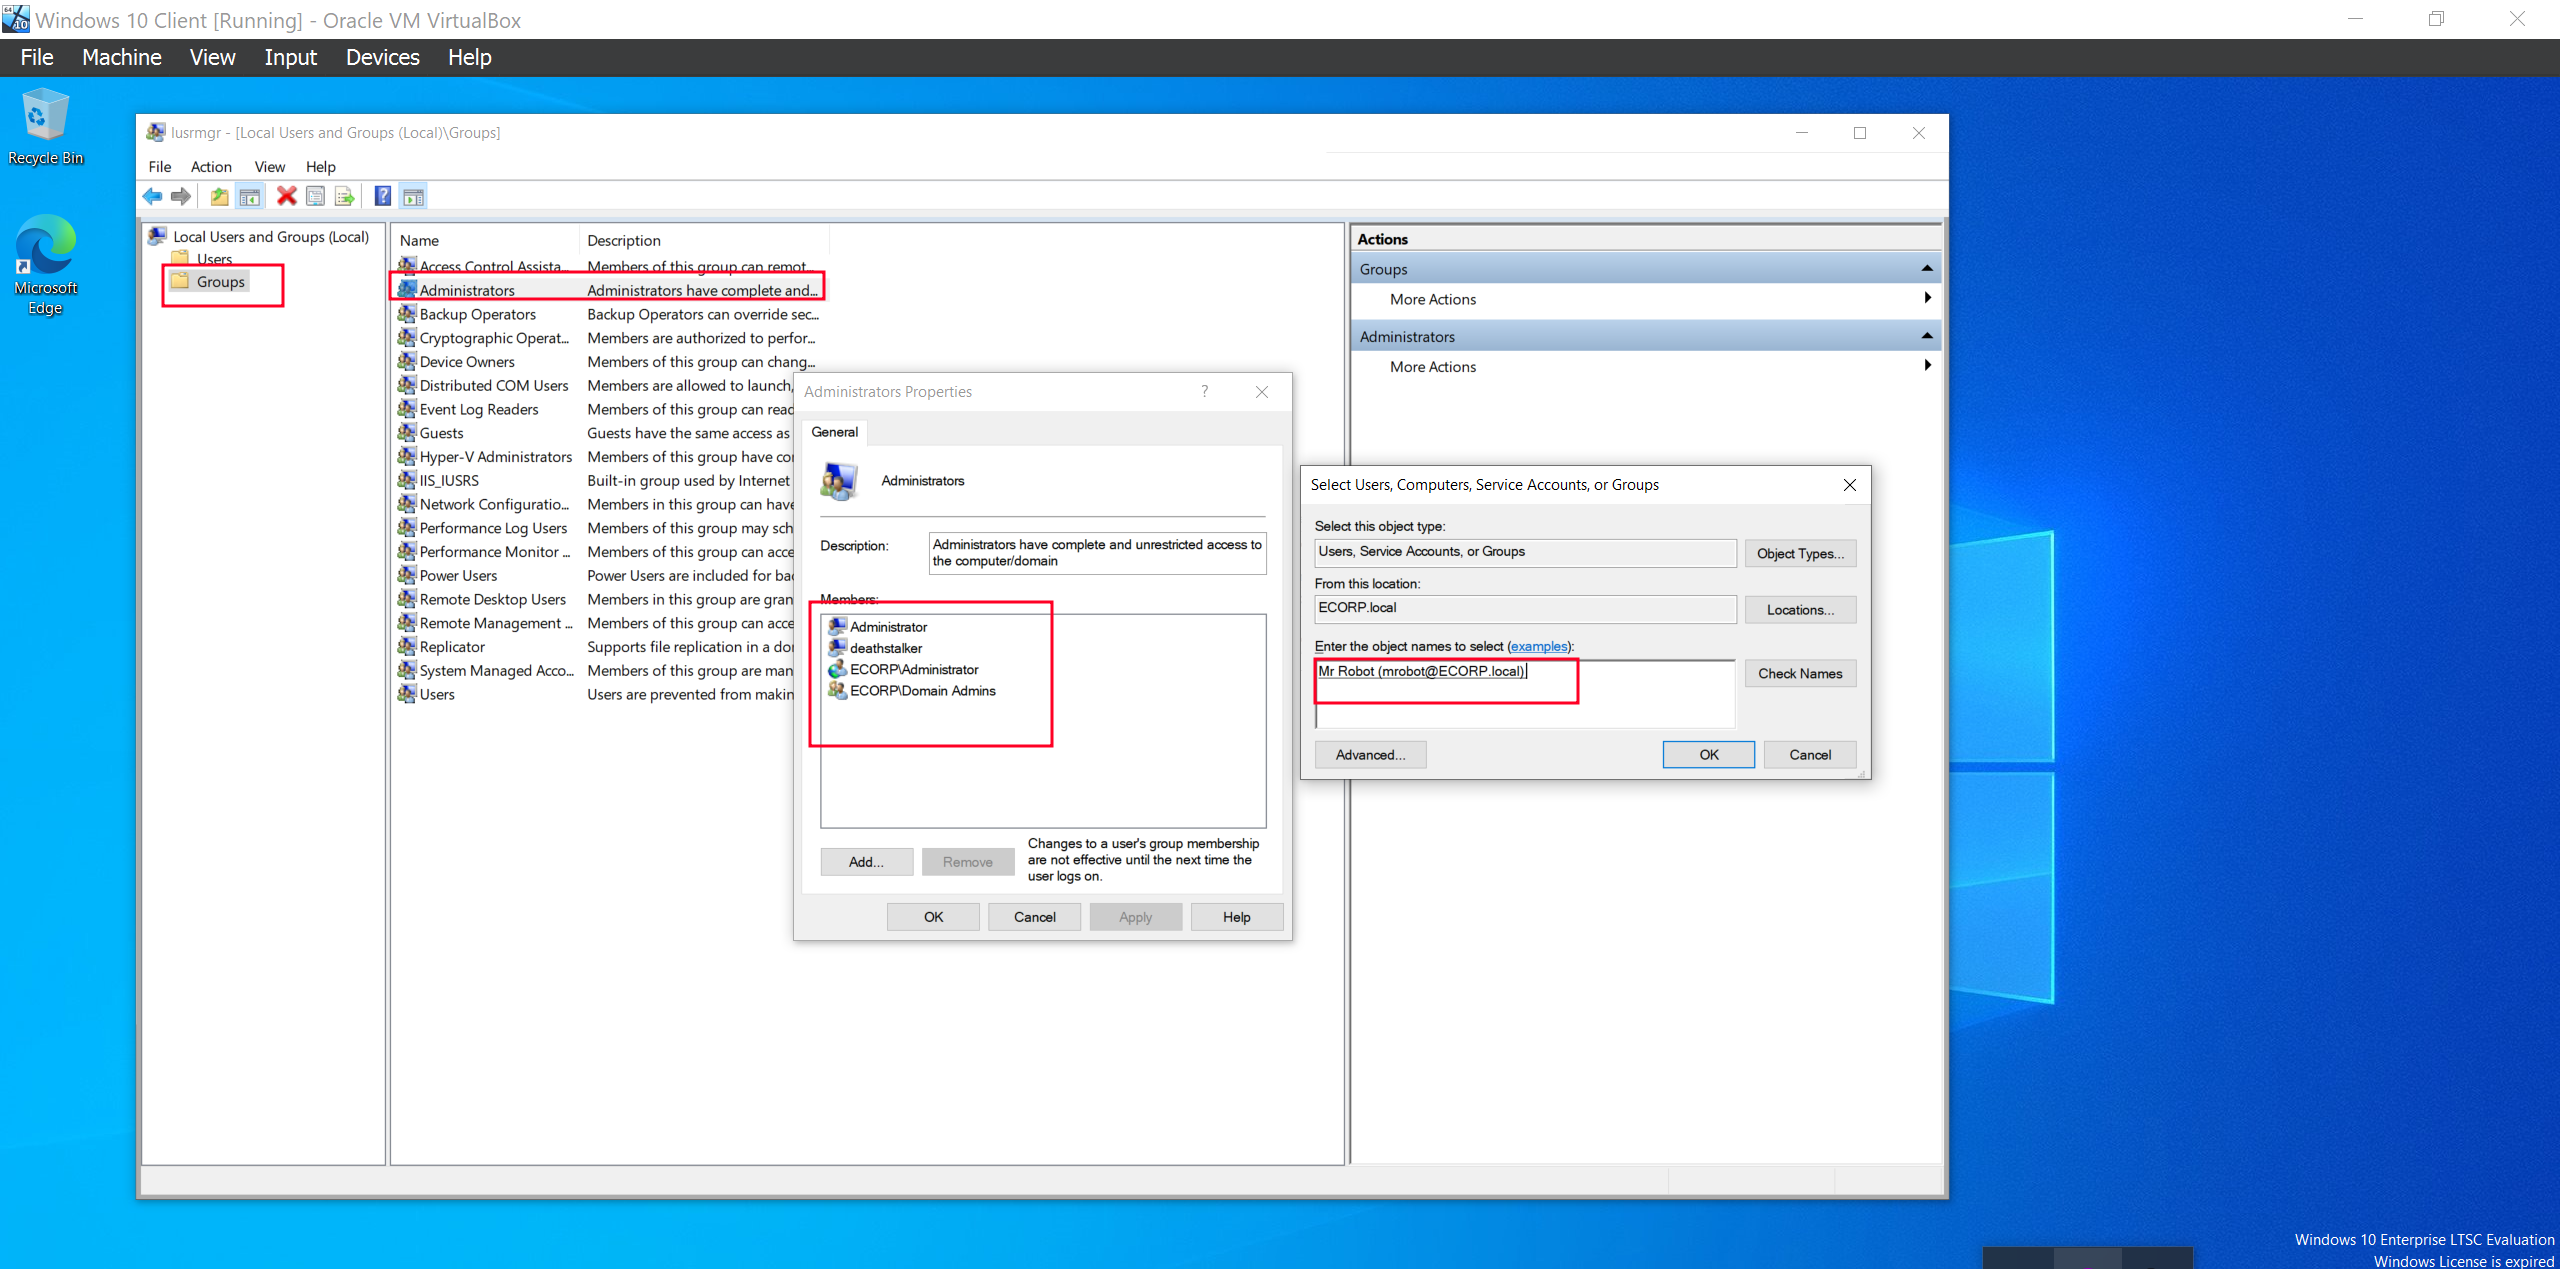 Windows 10 Client [Running] - Oracle VM VirtualBox
File Machine View Input Devices Help
Recycle Bin
Microsoft
Edge
lusrmgr - [Local Users and Groups (Local)\Groups]
File Action View Help
Local Users and Groups (Local)
Users
Groups
Name Description
Access Control Assista... Members of this group can remot...
Administrators Administrators have complete and...
Backup Operators Backup Operators can override sec...
Cryptographic Operat... Members are authorized to perfor...
Device Owners Members of this group can chang...
Distributed COM Users Members are allowed to launch,
Event Log Readers Members of this group can read
Guests Guests have the same access as
Hyper-V Administrators Members of this group have
IIS_IUSRS Built-in group used by Internet
Network Configuratio... Members in this group can have
Performance Log Users Members of this group may
Performance Monitor ... Members of this group can
Power Users Power Users are included for
Remote Desktop Users Members in this group are
Remote Management ... Members of this group can
Replicator Supports file replication in a
System Managed Acco... Members of this group are
Users Users are prevented from
Actions
Groups
More Actions
Administrators
More Actions
Administrators Properties ?
General
Administrators
Description: Administrators have complete and unrestricted access to
the computer/domain
Members:
Administrator
deathstalker
ECORP\Administrator
ECORP\Domain Admins
Add... Remove
Changes to a user's group membership
are not effective until the next time the
user logs on.
OK Cancel Apply Help
Select Users, Computers, Service Accounts, or Groups
Select this object type:
Users, Service Accounts, or Groups Object Types...
From this location:
ECORP.local Locations...
Enter the object names to select (examples):
Mr Robot (mrobot@ECORP.local) Check Names
Advanced... OK Cancel
Windows 10 Enterprise LTSC Evaluation
Windows License is expired